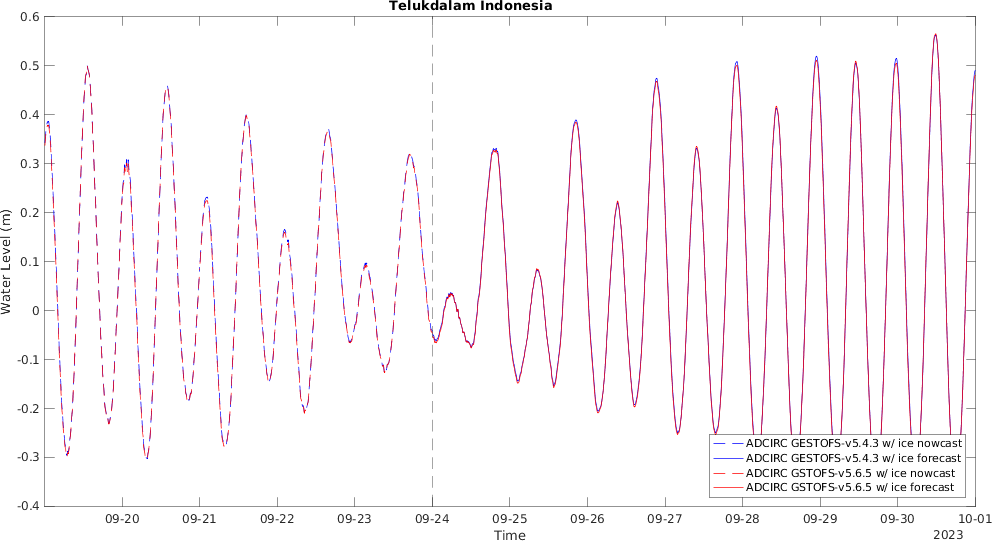 Telukdalam Indonesia
0.6
0.5
0.4
0.3
0.2
0.1
0
-0.1
-0.2
-0.3
-0.4
Water Level (m)
ADCIRC GESTOFS-v5.4.3 w/ ice nowcast
ADCIRC GESTOFS-v5.4.3 w/ ice forecast
ADCIRC GSTOFS-v5.6.5 w/ ice nowcast
ADCIRC GSTOFS-v5.6.5 w/ ice forecast
09-20 09-21 09-22 09-23 09-24 09-25 09-26 09-27 09-28 09-29 09-30 10-01
Time
2023